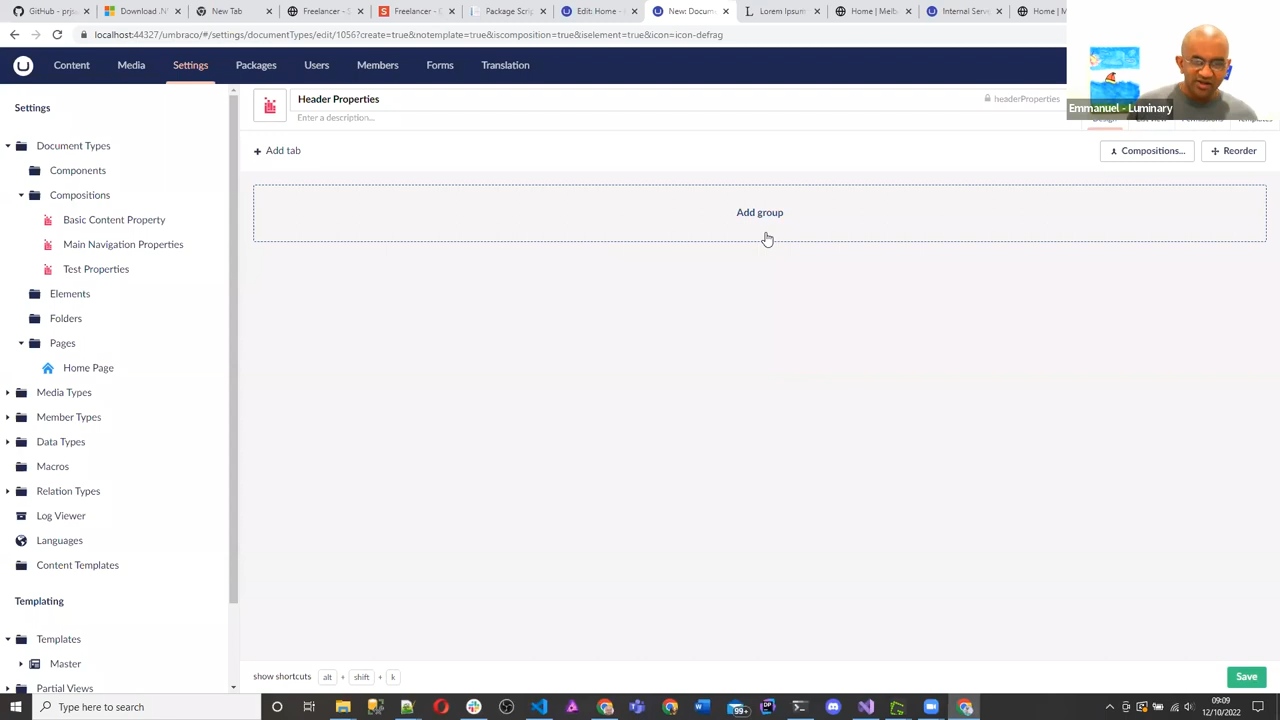 GitHub - prjs
Download .N
New Tab
Freelancer - S
Freelancer - C
Package Scri
Edit: Home -
New: Docum
Lorem Ipsum
Home | Melb
Internal Serve
Home | M
localhost:44327/umbraco/#/settings/documentTypes/edit/1056?create=true&notemplate=true&iscomposition=true&iselement=true&icon=icon-defrag
Content
Media
Settings
Packages
Users
Members
Forms
Translation
Emmanuel - Luminary
Settings
Header Properties
headerProperties
Enter a description...
Document Types
Add tab
Compositions...
Reorder
Components
Compositions
Basic Content Property
Add group
Main Navigation Properties
Test Properties
Elements
Folders
Pages
Home Page
Media Types
Member Types
Data Types
Macros
Relation Types
Log Viewer
Languages
Content Templates
Templating
Templates
Master
Partial Views
show shortcuts alt + shift + k
Save
Type here to search
99+
09:09
12/10/2022